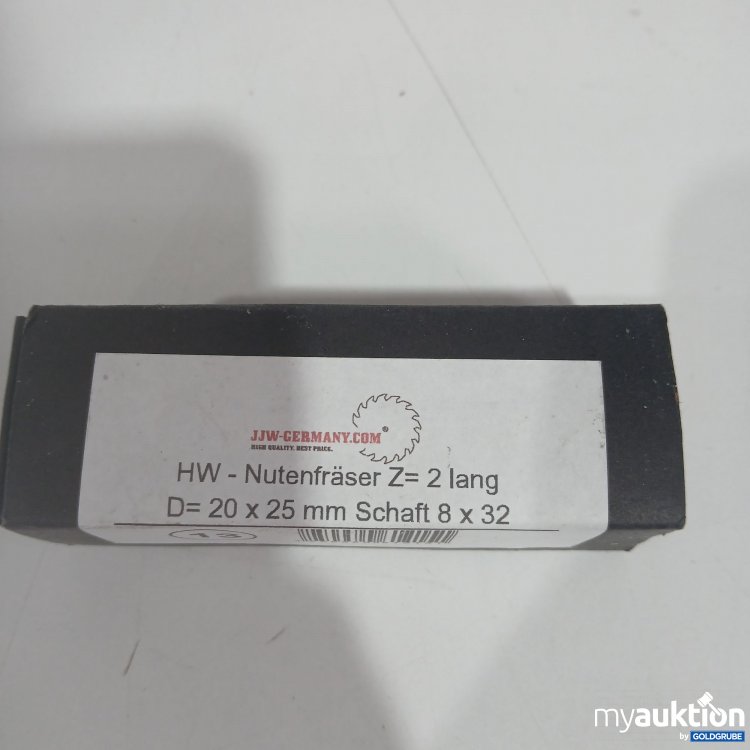 JJW-GERMANY.COM®
HIGH QUALITY. BEST PRICE.
HW - Nutenfräser Z= 2 lang
D= 20 x 25 mm Schaft 8 x 32
myauktion
by GOLDGRUBE